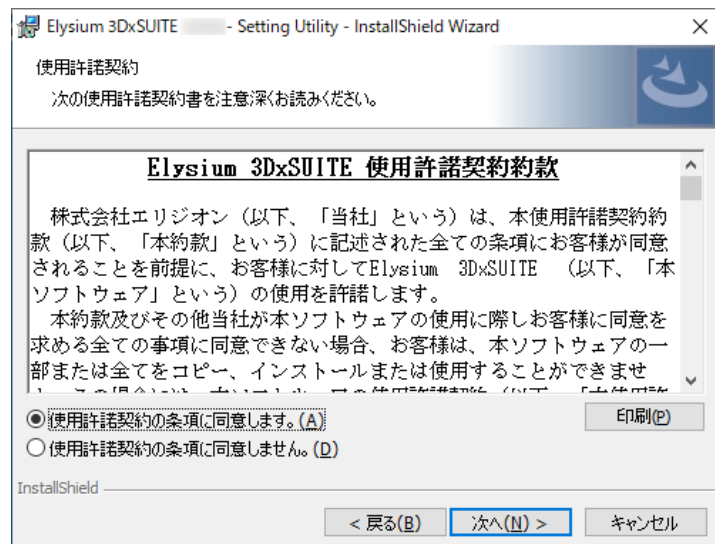 Elysium 3DxSUITE - Setting Utility - InstallShield Wizard
使用許諾契約
次の使用許諾契約書を注意深くお読みください。
Elysium 3DxSUITE 使用許諾契約約款
株式会社エリジオン（以下、「当社」という）は、本使用許諾契約約
款（以下、「本約款」という）に記述された全ての条項にお客様が同意
されることを前提に、お客様に対してElysium 3DxSUITE （以下、「本
ソフトウェア」という）の使用を許諾します。
本約款及びその他当社が本ソフトウェアの使用に際しお客様に同意を
求める全ての事項に同意できない場合、お客様は、本ソフトウェアの一
部または全てをコピー、インストールまたは使用することができませ
使用許諾契約の条項に同意します。(A)
印刷(P)
使用許諾契約の条項に同意しません。(D)
InstallShield
< 戻る(B)
次へ(N) >
キャンセル